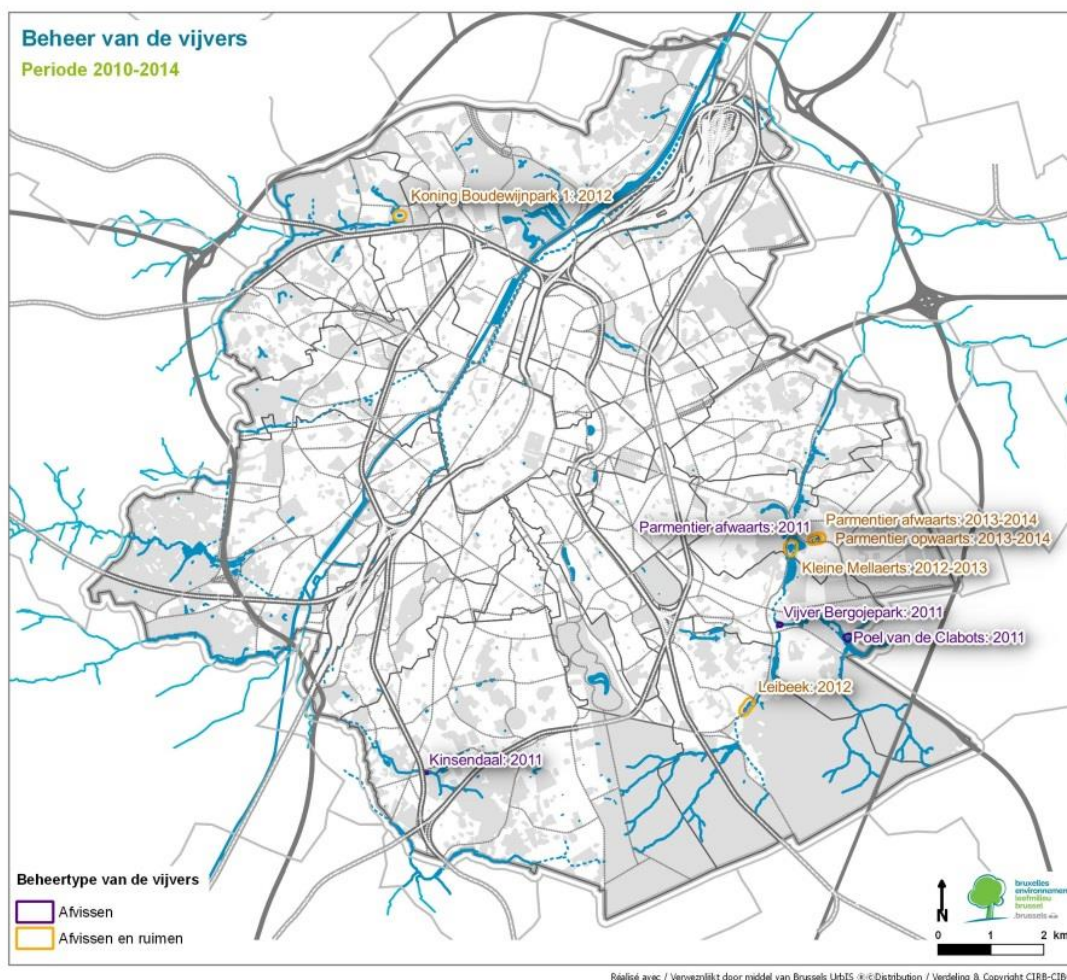 Beheer van de vijvers
Periode 2010-2014
Koning Boudewijnpark 1: 2012
Parmentier afwaarts: 2011
Parmentier afwaarts: 2013-2014
Parmentier opwaarts: 2013-2014
Kleine Mellaerts: 2012-2013
Vijver Bergojepark: 2011
Poel van de Clabots: 2011
Leibeek: 2012
Kinsendaal: 2011
Beheertype van de vijvers
Afvissen
Afvissen en ruimen
N
bruxelles
environnement
leefmilieu
brussel
.brussels
0 1 2 km
Réalisé avec / Verwezenlijkt door middel van Brussels UrbIS ®© Distribution / Verdeling & Copyright CIRB-CIB